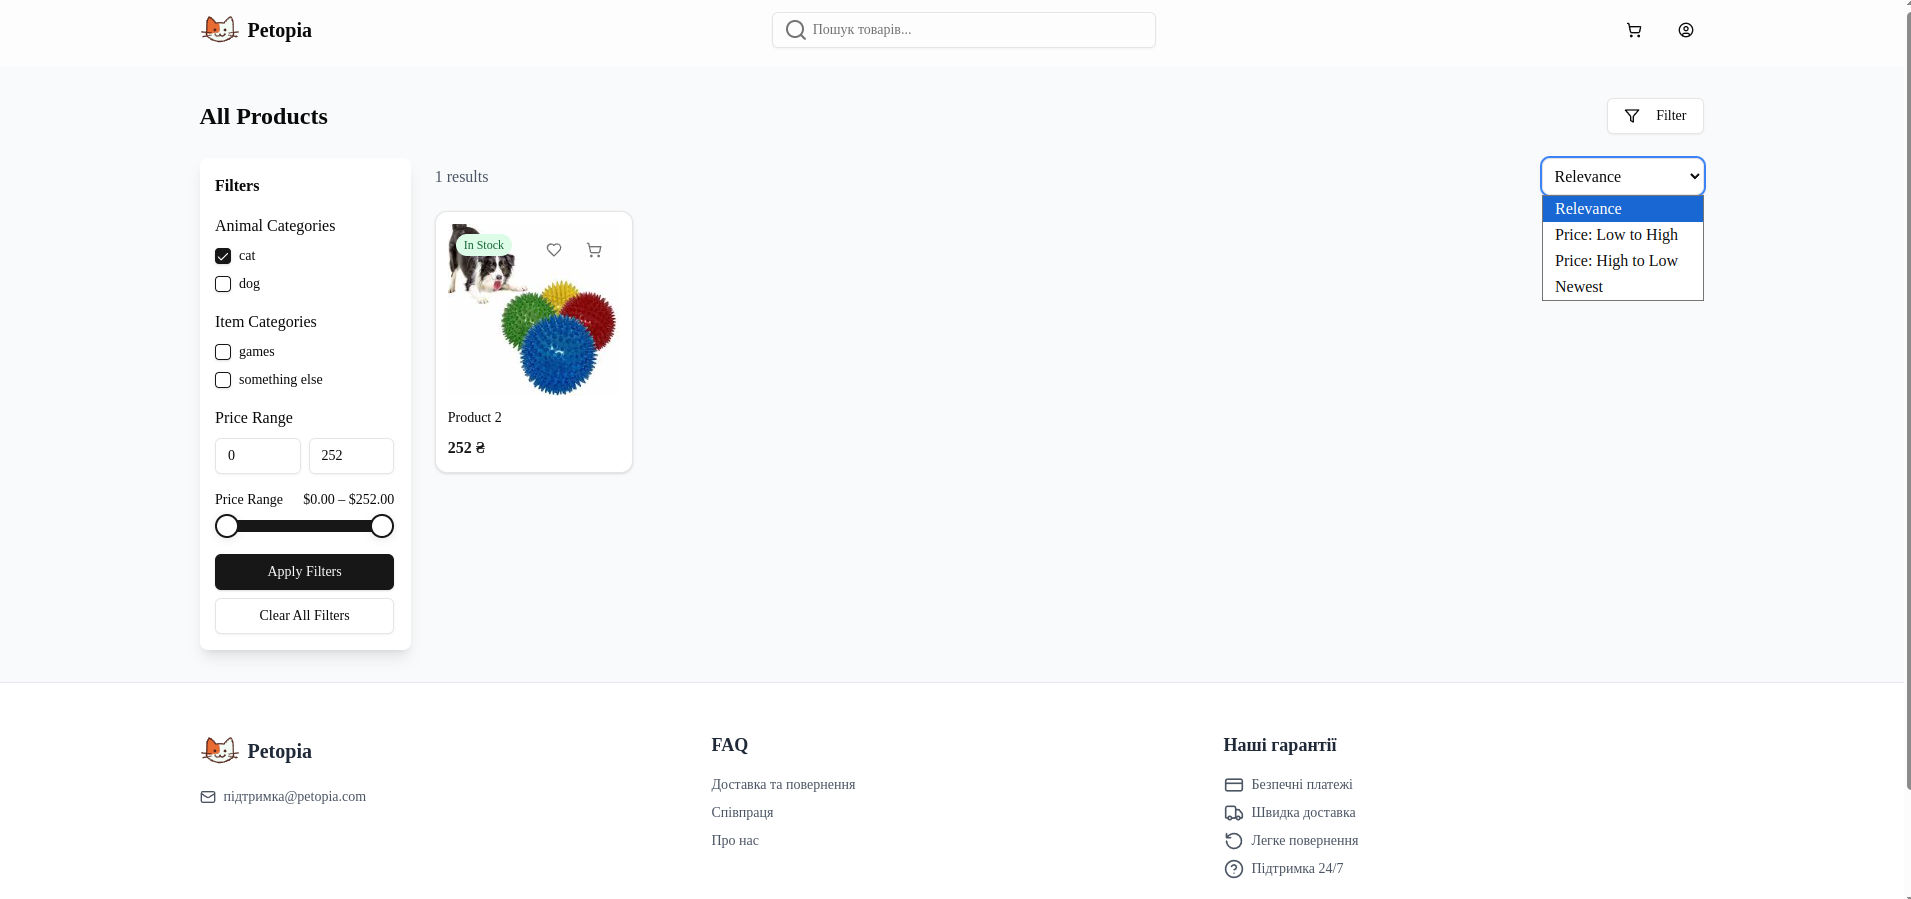 Petopia
Пошук товарів...
All Products
Filter
Filters
Animal Categories
cat
dog
Item Categories
games
something else
Price Range
0
252
Price Range
$0.00 – $252.00
Apply Filters
Clear All Filters
1 results
Relevance
Relevance
Price: Low to High
Price: High to Low
Newest
In Stock
Product 2
252 ₴
Petopia
підтримка@petopia.com
FAQ
Доставка та повернення
Співпраця
Про нас
Наші гарантії
Безпечні платежі
Швидка доставка
Легке повернення
Підтримка 24/7